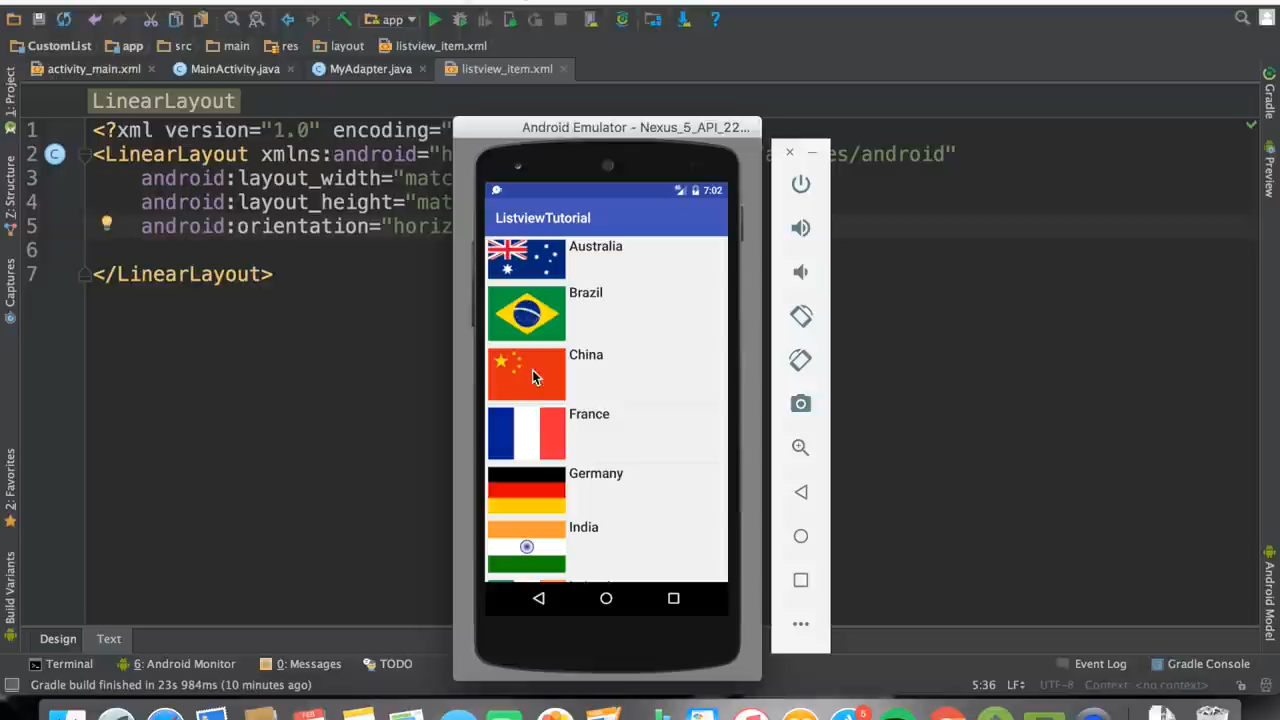 app
CustomList app src main res layout listview_item.xml
activity_main.xml MainActivity.java MyAdapter.java listview_item.xml
LinearLayout
1 <?xml version="1.0" encoding="
2 <LinearLayout xmlns:android="h es/android"
3 android:layout_width="matc
4 android:layout_height="mat
5 android:orientation="horiz
6
7 </LinearLayout>
Android Emulator - Nexus_5_API_22...
7:02
ListviewTutorial
Australia
Brazil
China
France
Germany
India
1: Project
Z: Structure
Captures
2: Favorites
Build Variants
Gradle
Preview
Android Model
Design Text
Terminal 6: Android Monitor 0: Messages TODO Event Log Gradle Console
Gradle build finished in 23s 984ms (10 minutes ago) 5:36 LF÷ UTF-8 Context: <no context>
FEB 5